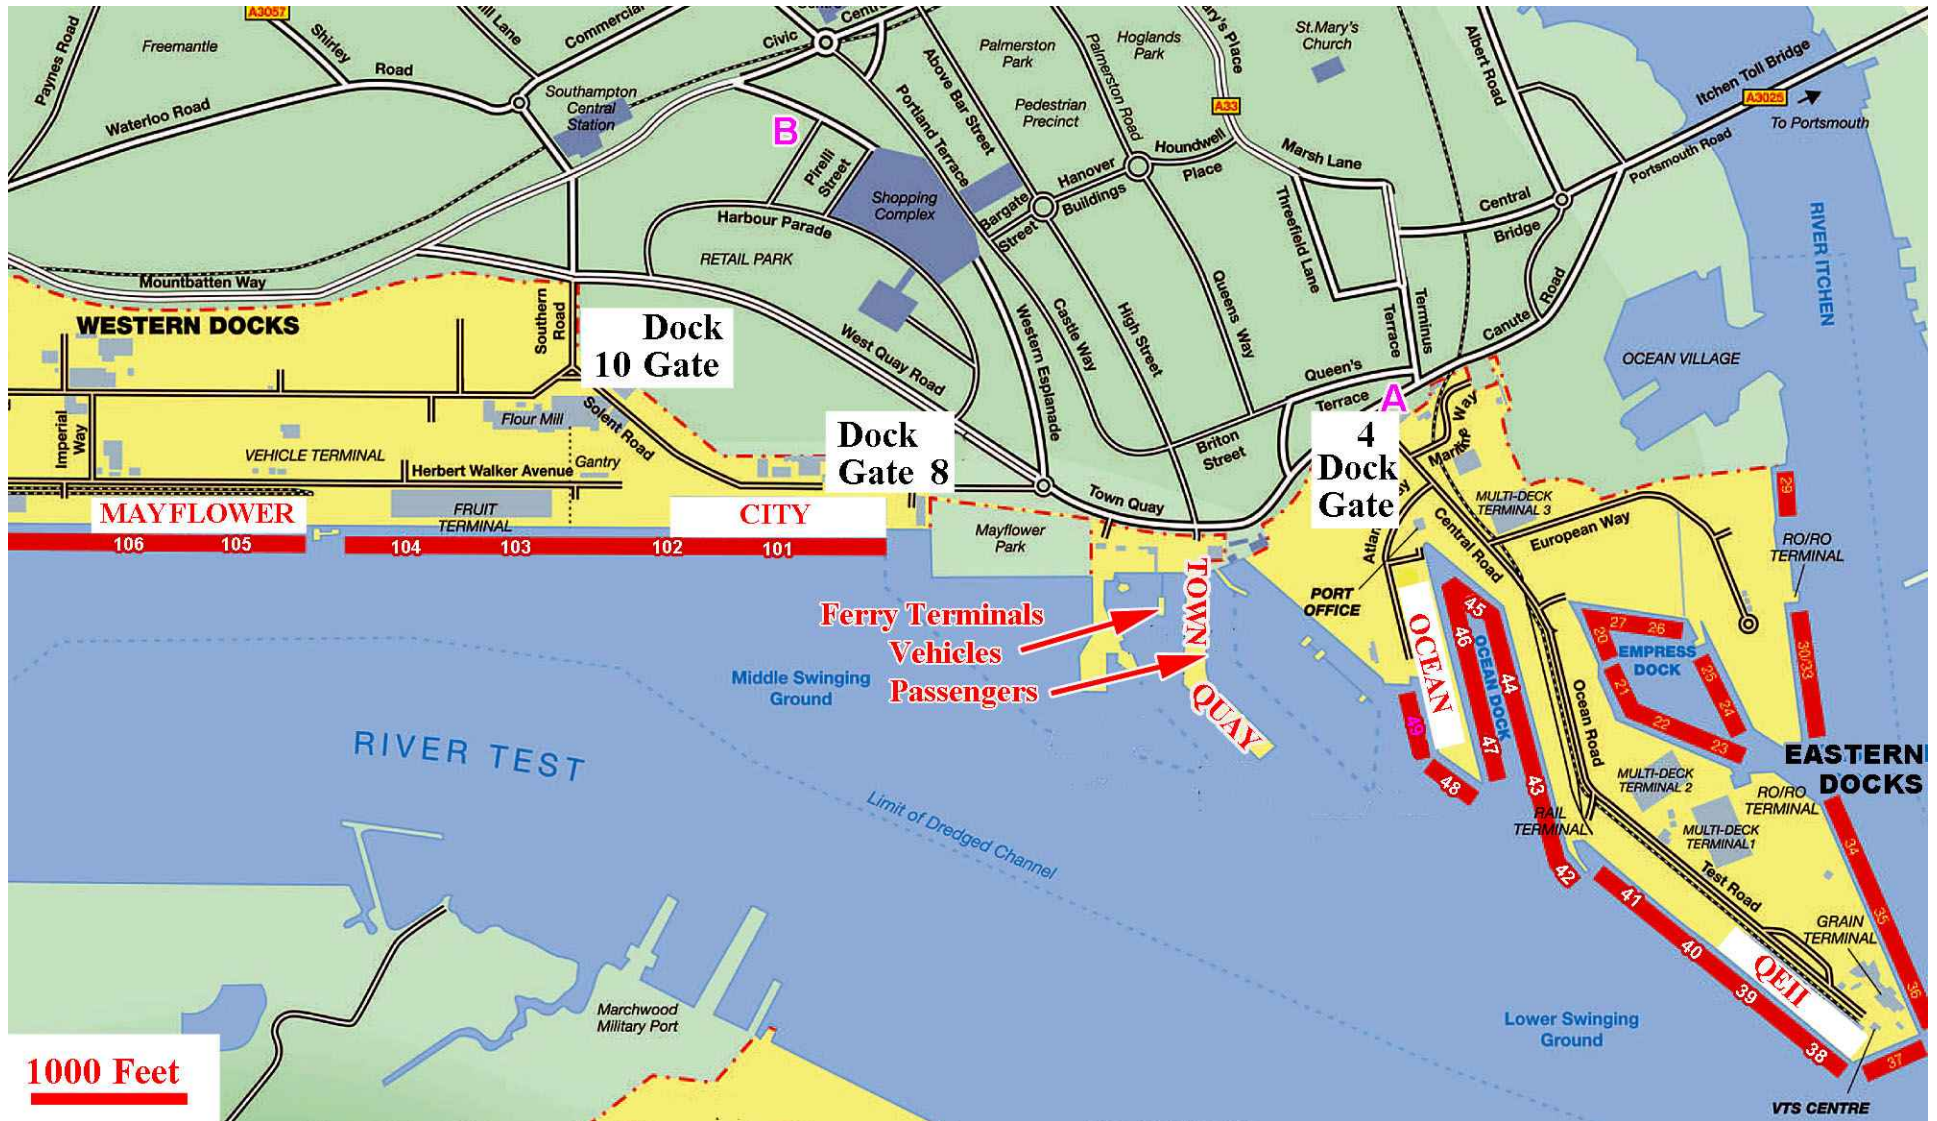 A3057
Mill Lane
Commercial
Centre
Civic
Paynes Road
Freemantle
Shirley
Road
Waterloo Road
Southampton
Central
Station
B
Pirelli
Street
Portland Terrace
Above Bar Street
Palmerston
Park
Pedestrian
Precinct
Palmerston Road
Hoglands
Park
A33
St.Mary's
Church
Albert Road
Itchen Toll Bridge
A3025
To Portsmouth
Portsmouth Road
Houndwell
Place
Marsh Lane
Hanover
Buildings
Bargate
Street
Shopping
Complex
Harbour Parade
RETAIL PARK
Threefield Lane
Central
Bridge
RIVER ITCHEN
Mountbatten Way
WESTERN DOCKS
Southern
Road
Dock
10 Gate
West Quay Road
Western Esplanade
Castle Way
High Street
Queens Way
Terminus
Terrace
Canute Road
OCEAN VILLAGE
Queen's
Terrace
A
Briton
Street
Imperial
Way
Flour Mill
VEHICLE TERMINAL
Solent Road
Gantry
Herbert Walker Avenue
Dock
Gate 8
4
Dock
Gate
Maritime Way
MAYFLOWER
FRUIT
TERMINAL
CITY
Town Quay
Mayflower
Park
Central Road
MULTI-DECK
TERMINAL 3
European Way
29
RO/RO
TERMINAL
106
105
104
103
102
101
PORT
OFFICE
TOWN
QUAY
Ferry Terminals
Vehicles
Passengers
OCEAN
45
46
OCEAN DOCK
44
47
49
48
43
42
27
26
20
EMPRESS
DOCK
21
25
22
24
23
30/33
Middle Swinging
Ground
RIVER TEST
Limit of Dredged Channel
Ocean Road
EASTERN
DOCKS
MULTI-DECK
TERMINAL 2
RO/RO
TERMINAL
RAIL
TERMINAL
MULTI-DECK
TERMINAL1
34
Test Road
41
40
39
38
QEII
GRAIN
TERMINAL
35
36
37
Marchwood
Military Port
Lower Swinging
Ground
1000 Feet
VTS CENTRE